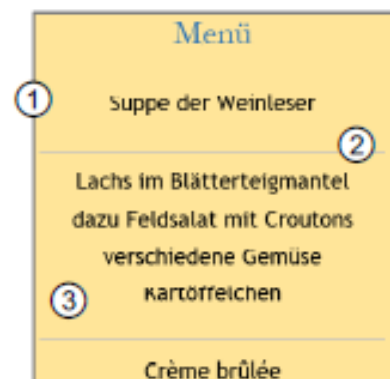 Menü
1
Suppe der Weinleser
2
Lachs im Blätterteigmantel
dazu Feldsalat mit Croutons
verschiedene Gemüse
3
Kartöffelchen
Crème brûlée